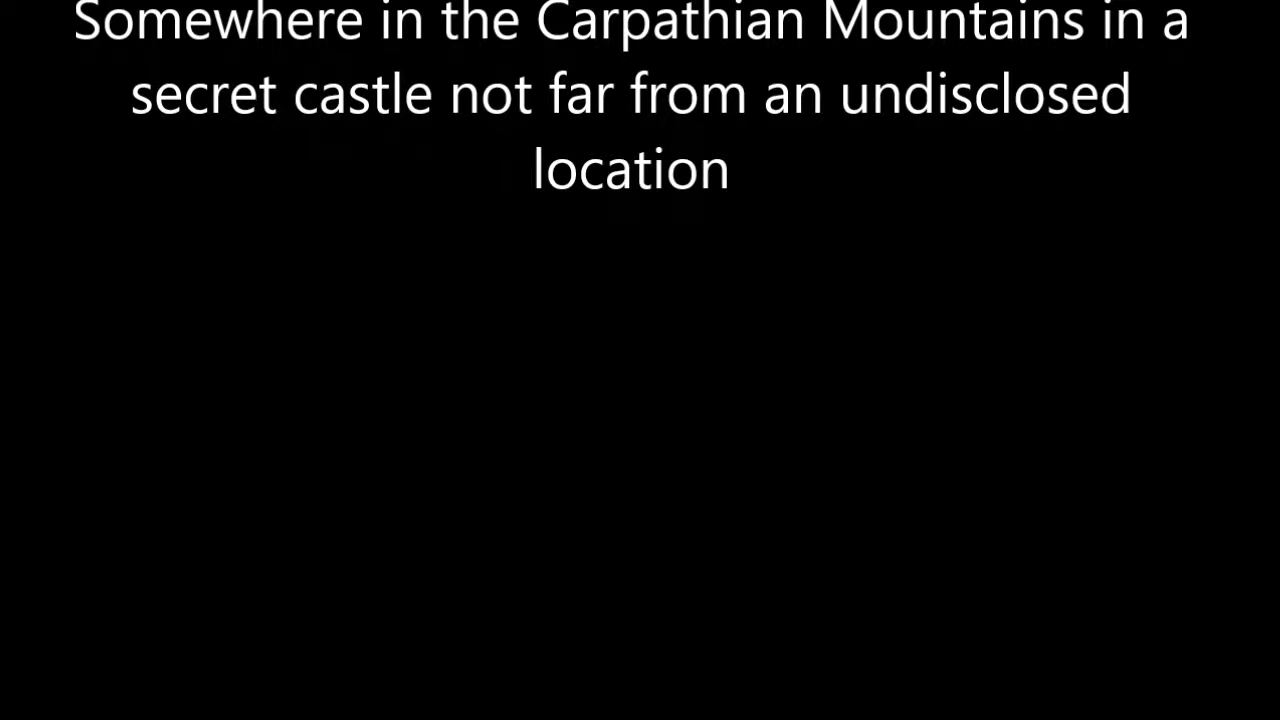 Somewhere in the Carpathian Mountains in a
secret castle not far from an undisclosed
location